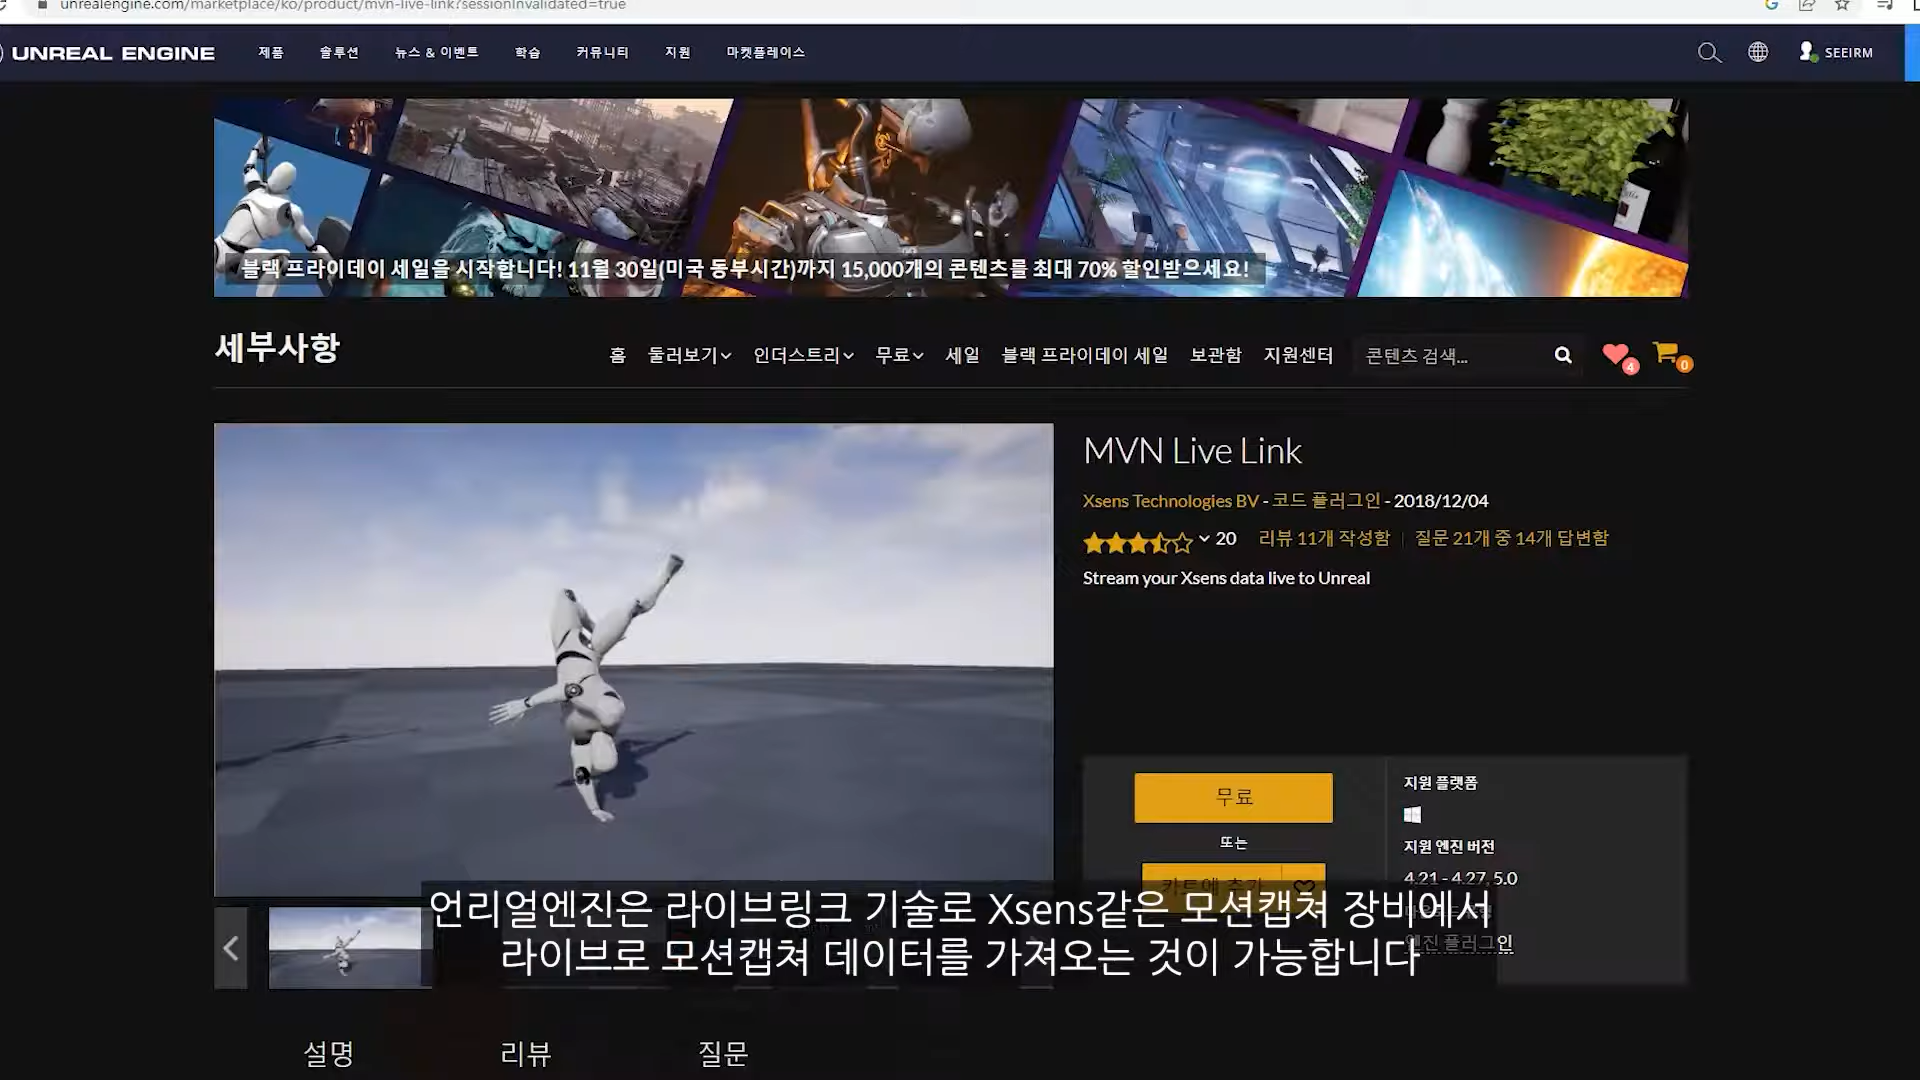 unrealengine.com/marketplace/ko/product/mvn-live-link?sessionInvalidated=true
UNREAL ENGINE
제품
솔루션
뉴스 & 이벤트
학습
커뮤니티
지원
마켓플레이스
SEEIRM
블랙 프라이데이 세일을 시작합니다! 11월 30일(미국 동부시간)까지 15,000개의 콘텐츠를 최대 70% 할인받으세요!
세부사항
홈
둘러보기
인더스트리
무료
세일
블랙 프라이데이 세일
보관함
지원센터
콘텐츠 검색...
4
0
MVN Live Link
Xsens Technologies BV - 코드 플러그인 - 2018/12/04
20 리뷰 11개 작성함 | 질문 21개 중 14개 답변함
Stream your Xsens data live to Unreal
무료
또는
카트에 추가
지원 플랫폼
지원 엔진 버전
4.21 - 4.27, 5.0
엔진 플러그인
언리얼엔진은 라이브링크 기술로 Xsens같은 모션캡쳐 장비에서
라이브로 모션캡쳐 데이터를 가져오는 것이 가능합니다
설명
리뷰
질문